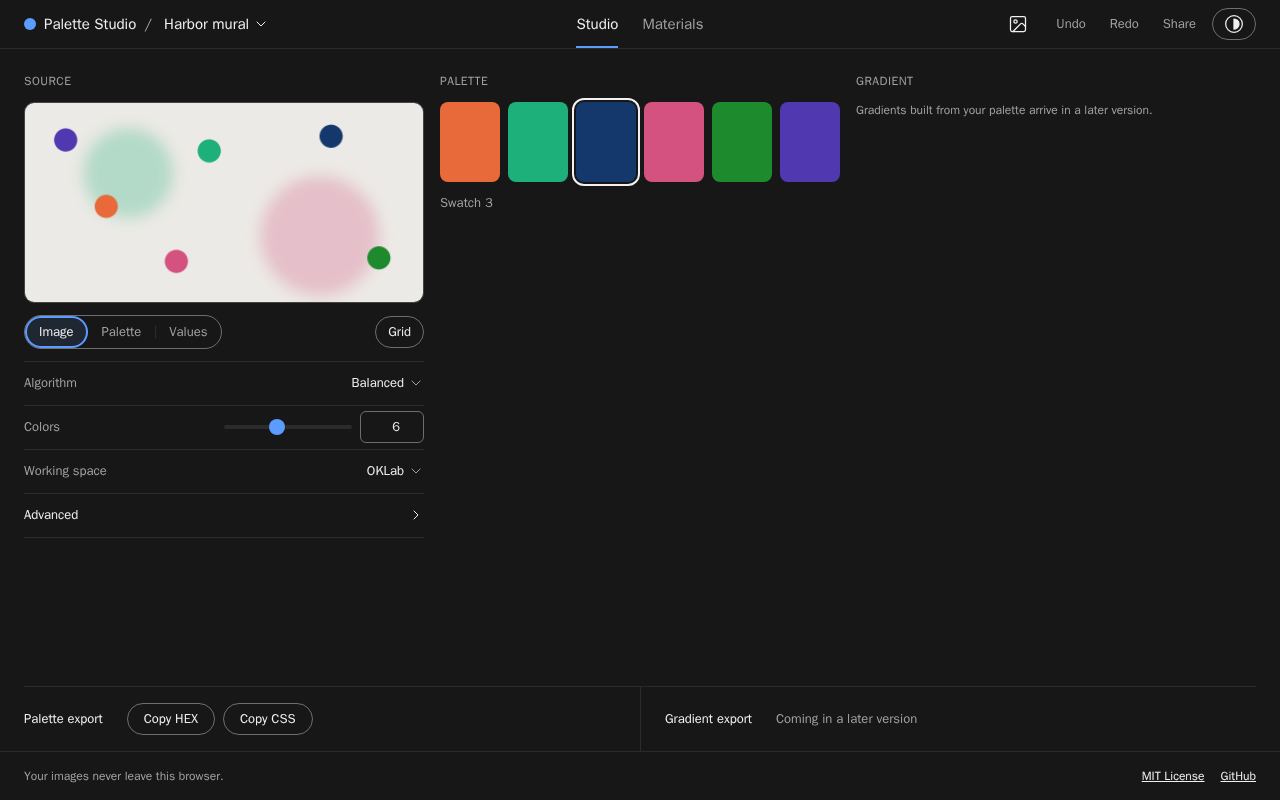 Palette Studio / Harbor mural
Studio
Materials
Undo
Redo
Share
SOURCE
PALETTE
GRADIENT
Gradients built from your palette arrive in a later version.
Swatch 3
Image
Palette
Values
Grid
Algorithm
Balanced
Colors
6
Working space
OKLab
Advanced
Palette export
Copy HEX
Copy CSS
Gradient export
Coming in a later version
Your images never leave this browser.
MIT License
GitHub